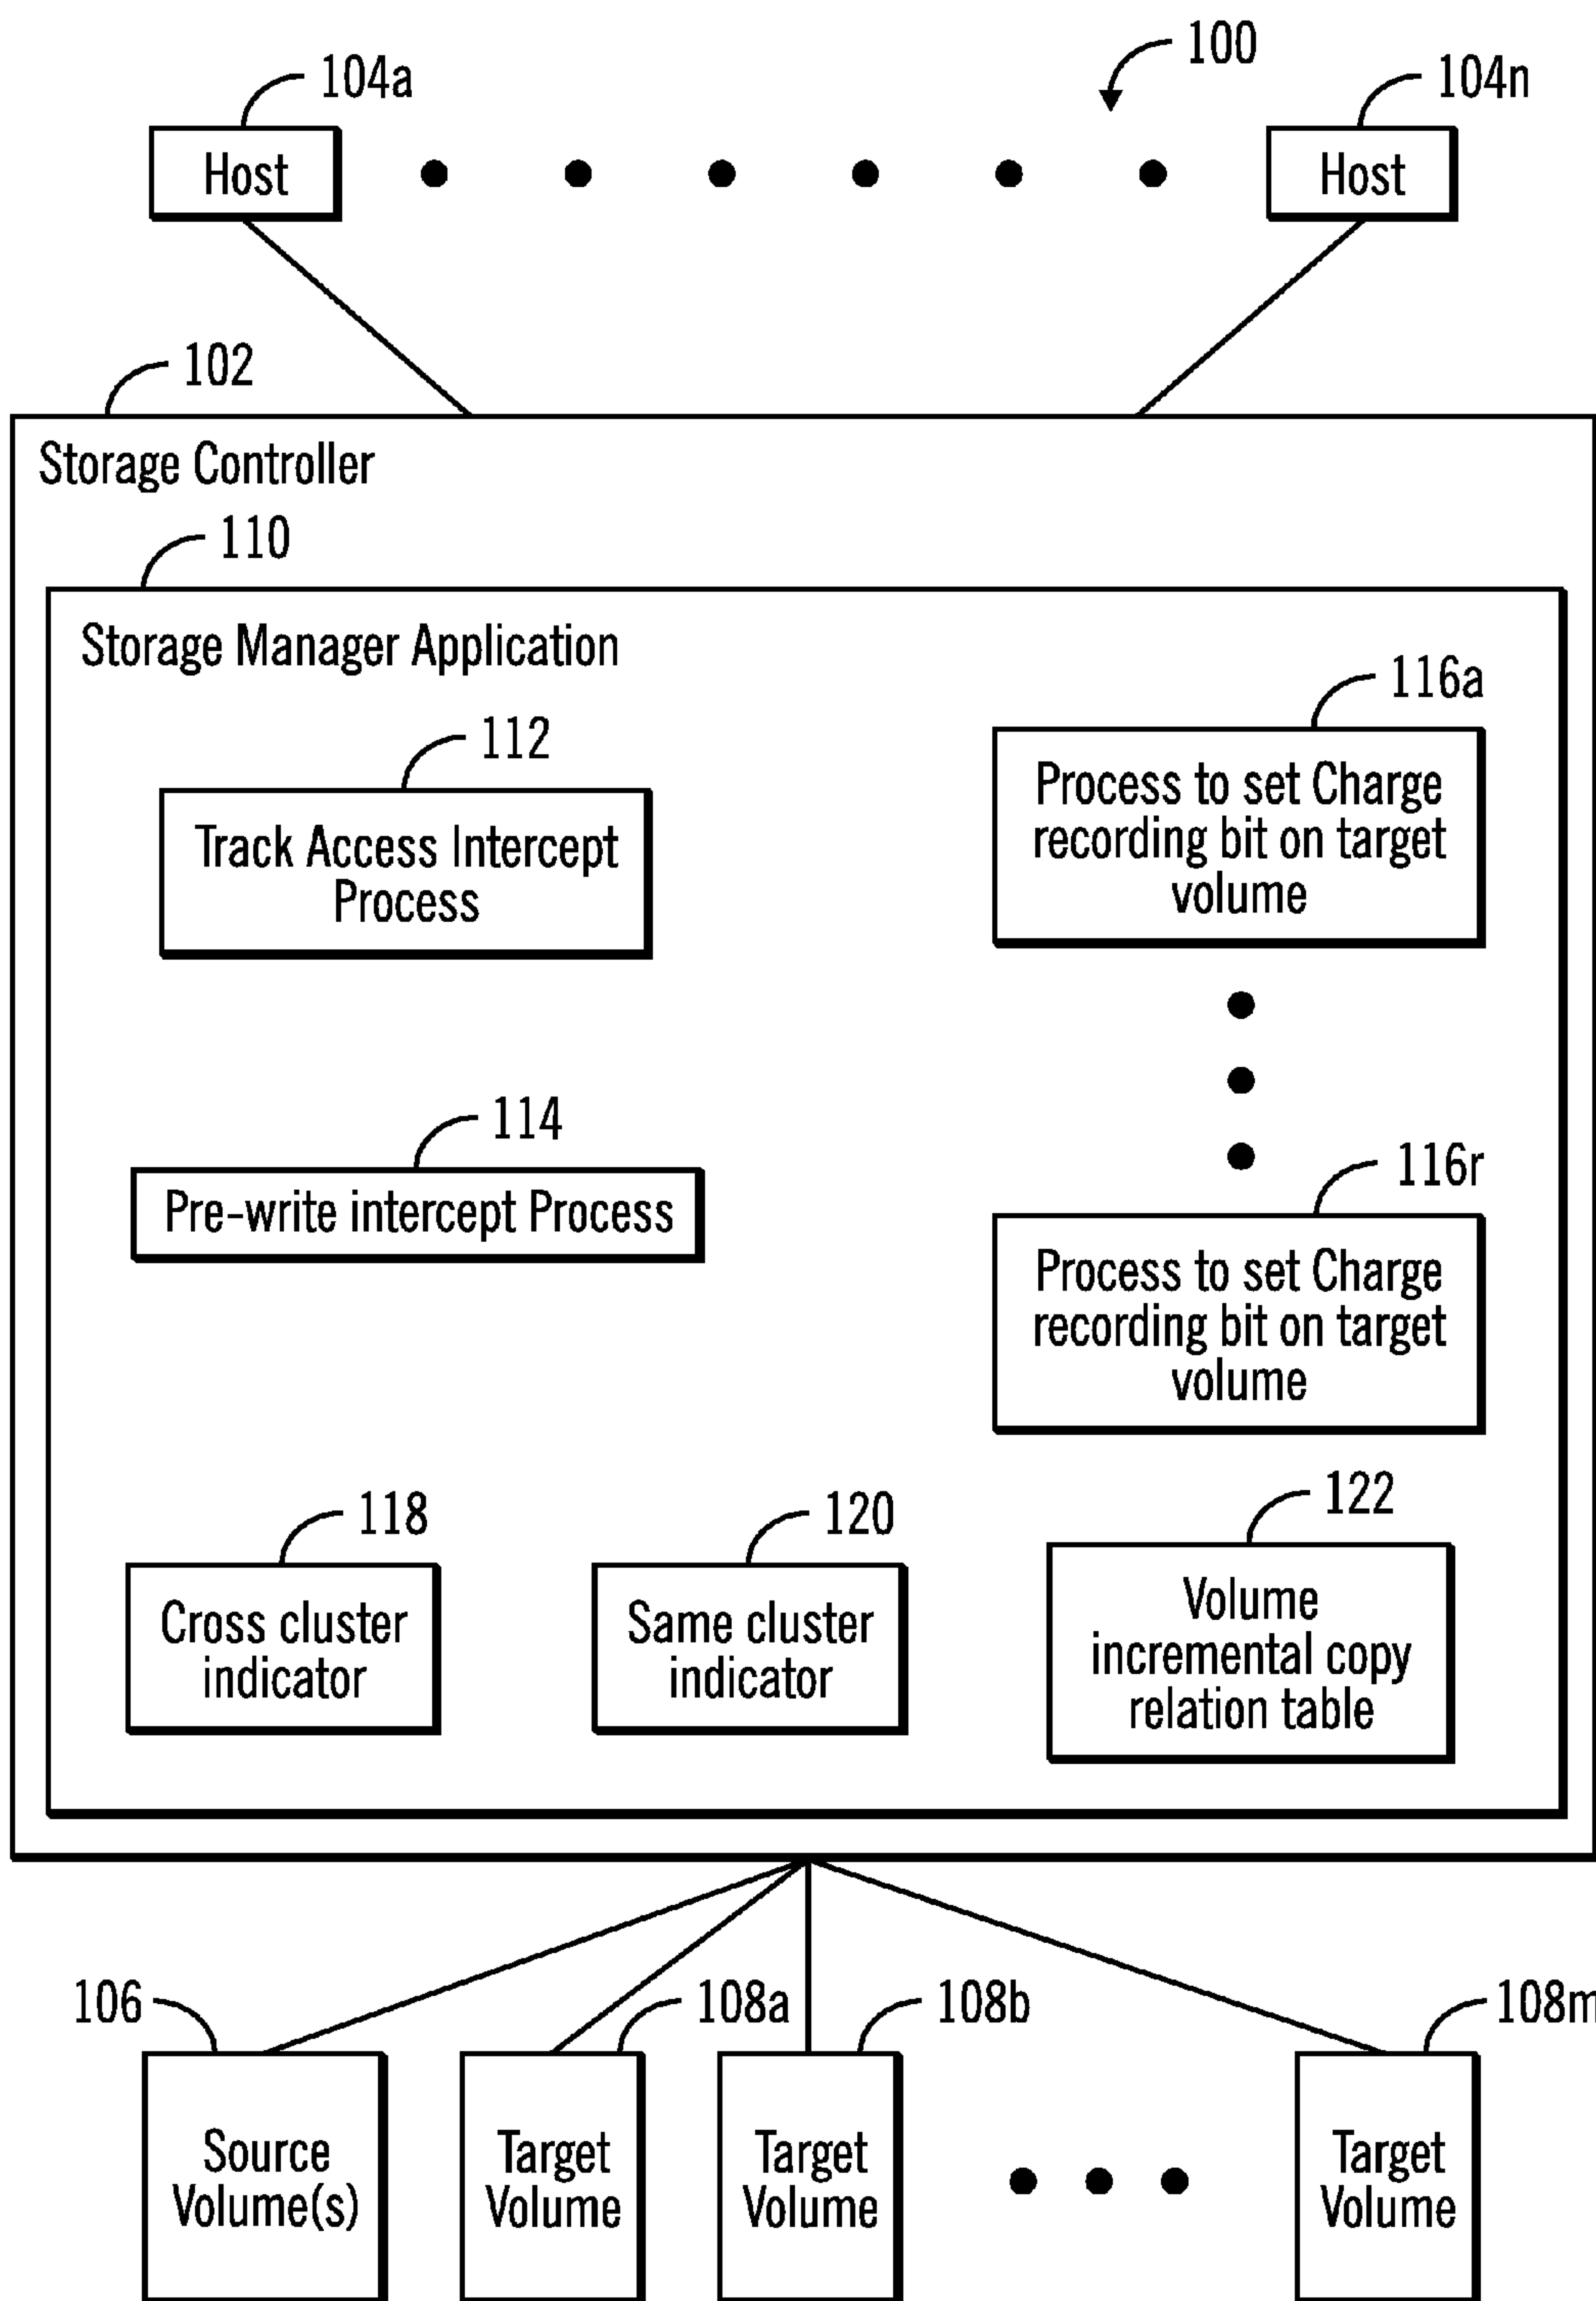 100
104a
104n
Host
Host
102
Storage Controller
110
Storage Manager Application
116a
112
Process to set Charge
recording bit on target
volume
Track Access Intercept
Process
114
116r
Pre-write intercept Process
Process to set Charge
recording bit on target
volume
118
120
122
Cross cluster
indicator
Same cluster
indicator
Volume
incremental copy
relation table
106
108a
108b
108m
Source
Volume(s)
Target
Volume
Target
Volume
Target
Volume